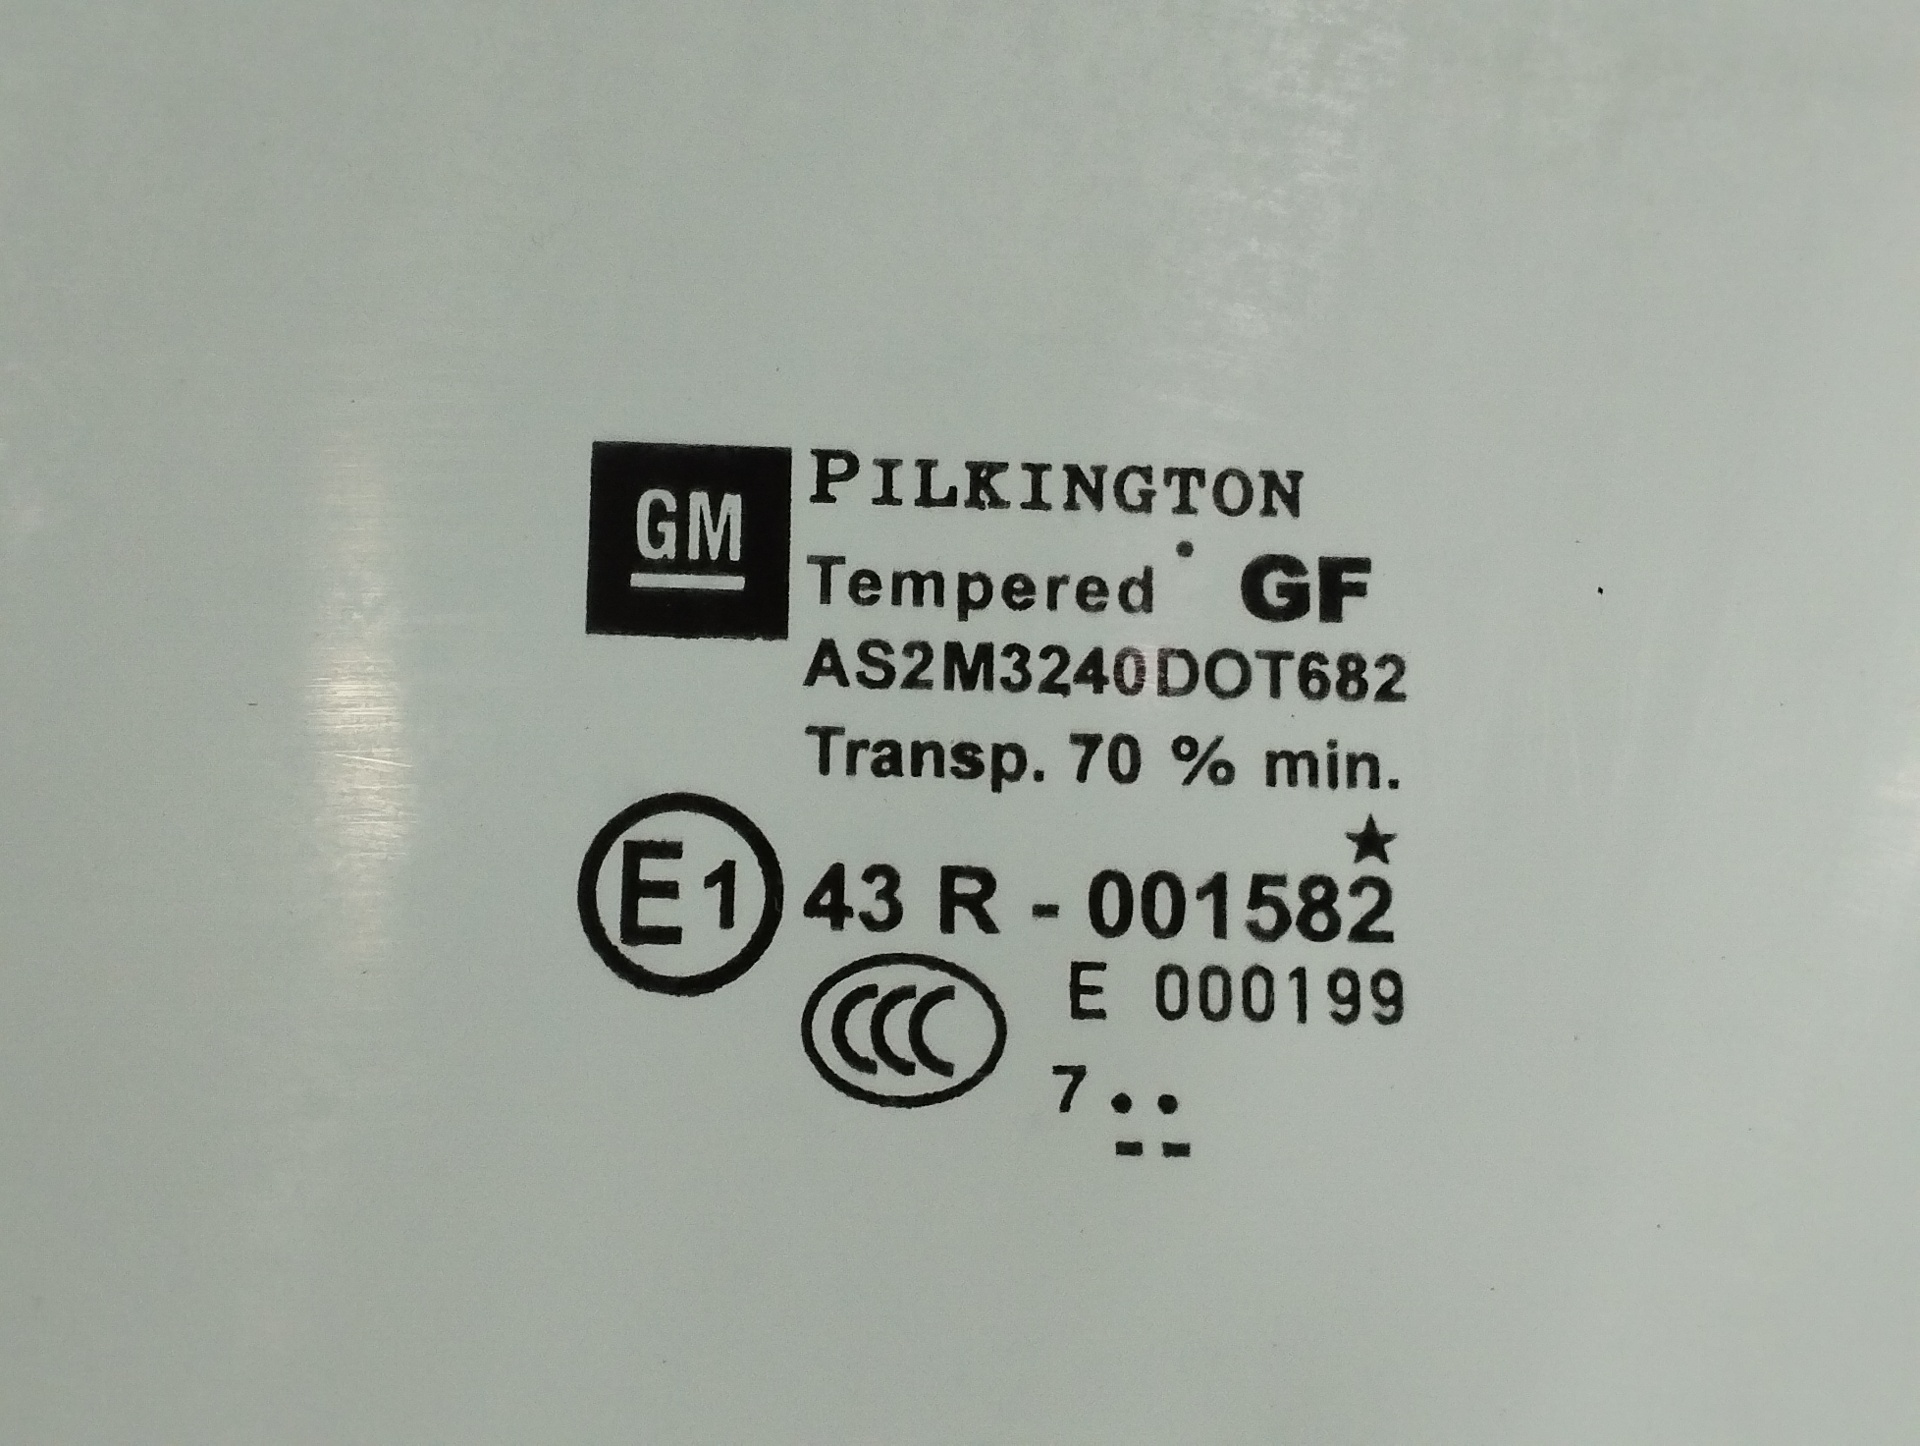 GM PILKINGTON
Tempered GF
AS2M3240DOT682
Transp. 70 % min.
E1 43 R - 001582
CCC E 000199
7